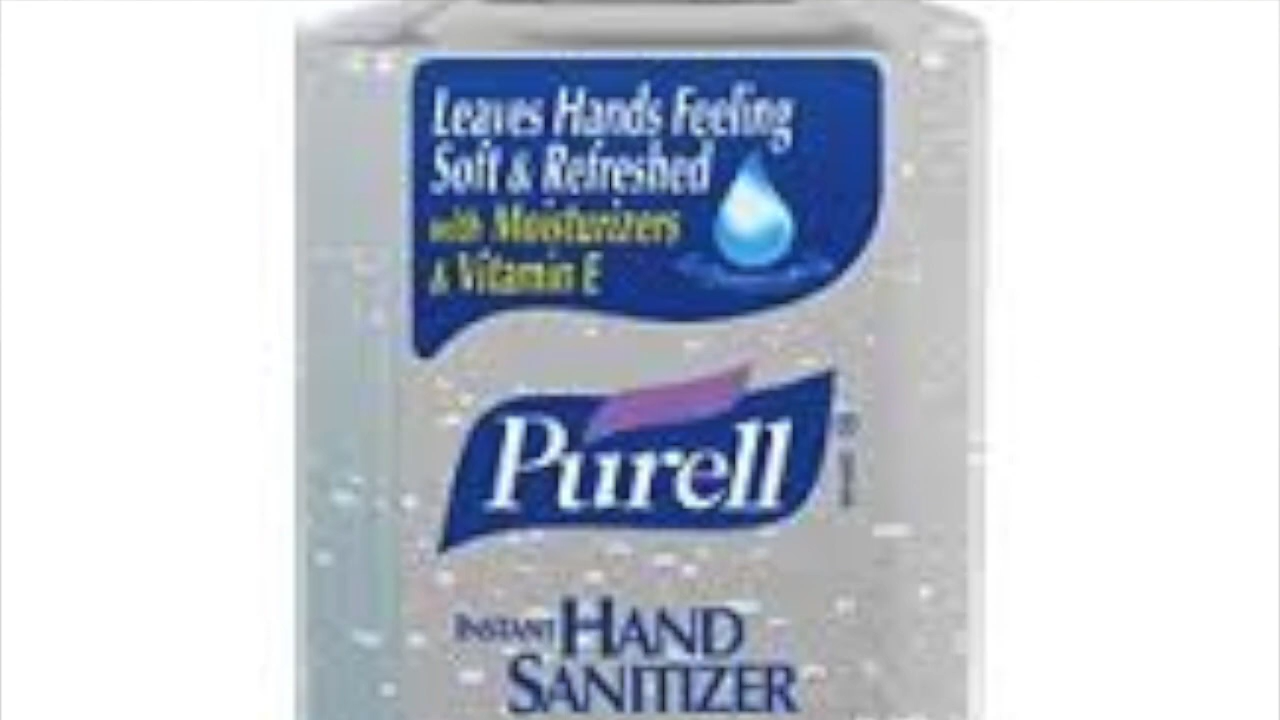 Leaves Hands Feeling
Soft & Refreshed
with Moisturizers
& Vitamin E
Purell
INSTANT HAND
SANITIZER